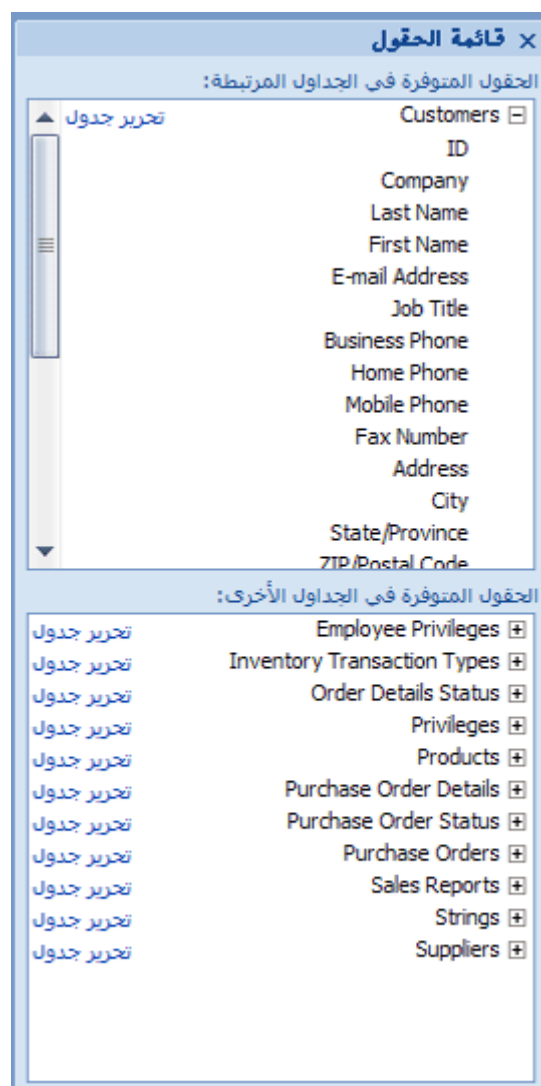 قائمة الحقول
الحقول المتوفرة في الجداول المرتبطة:
Customers تحرير جدول
ID
Company
Last Name
First Name
E-mail Address
Job Title
Business Phone
Home Phone
Mobile Phone
Fax Number
Address
City
State/Province
ZIP/Postal Code
الحقول المتوفرة في الجداول الأخرى:
Employee Privileges تحرير جدول
Inventory Transaction Types تحرير جدول
Order Details Status تحرير جدول
Privileges تحرير جدول
Products تحرير جدول
Purchase Order Details تحرير جدول
Purchase Order Status تحرير جدول
Purchase Orders تحرير جدول
Sales Reports تحرير جدول
Strings تحرير جدول
Suppliers تحرير جدول